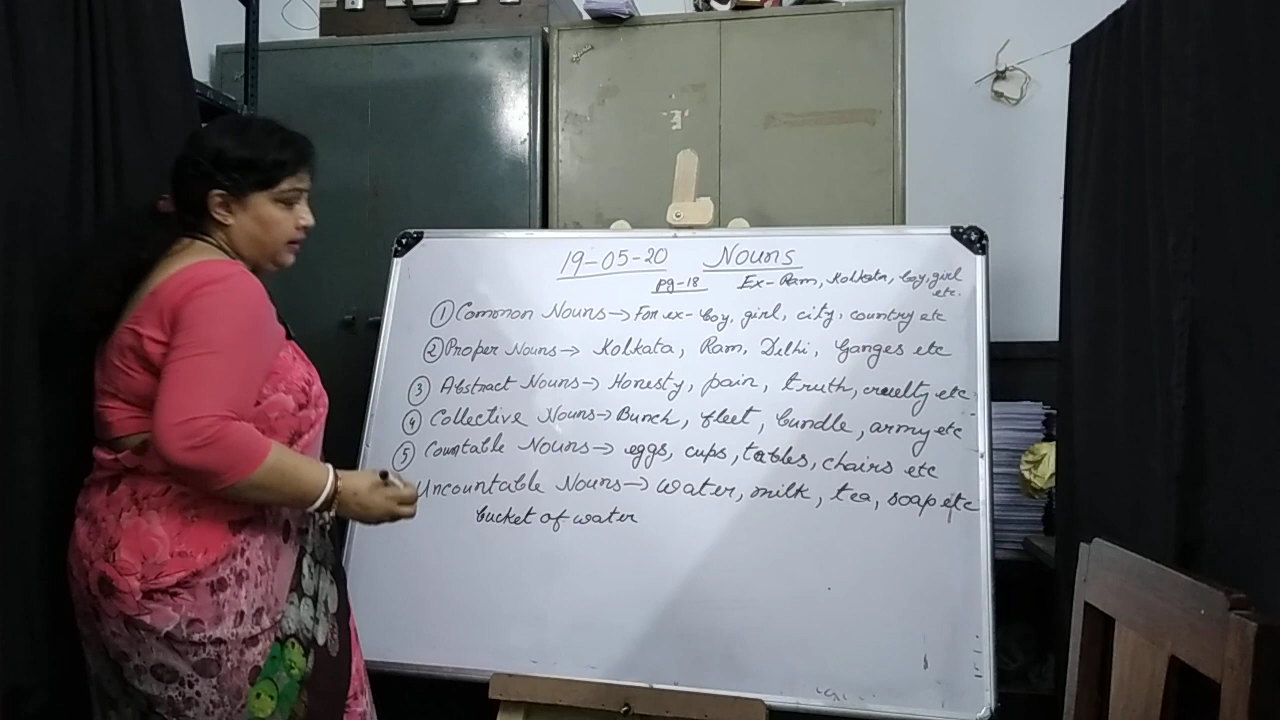 19-05-20 Nouns
pg-18 Ex- Ram, Kolkata, boy, girl
etc.
① Common Nouns→ For ex- boy, girl, city, country etc
② Proper Nouns→ Kolkata, Ram, Delhi, Ganges etc
③ Abstract Nouns→ Honesty, pain, truth, cruelty etc
④ Collective Nouns→ Bunch, fleet, bundle, army etc
⑤ Countable Nouns→ eggs, cups, tables, chairs etc
Uncountable Nouns→ water, milk, tea, soap etc
bucket of water